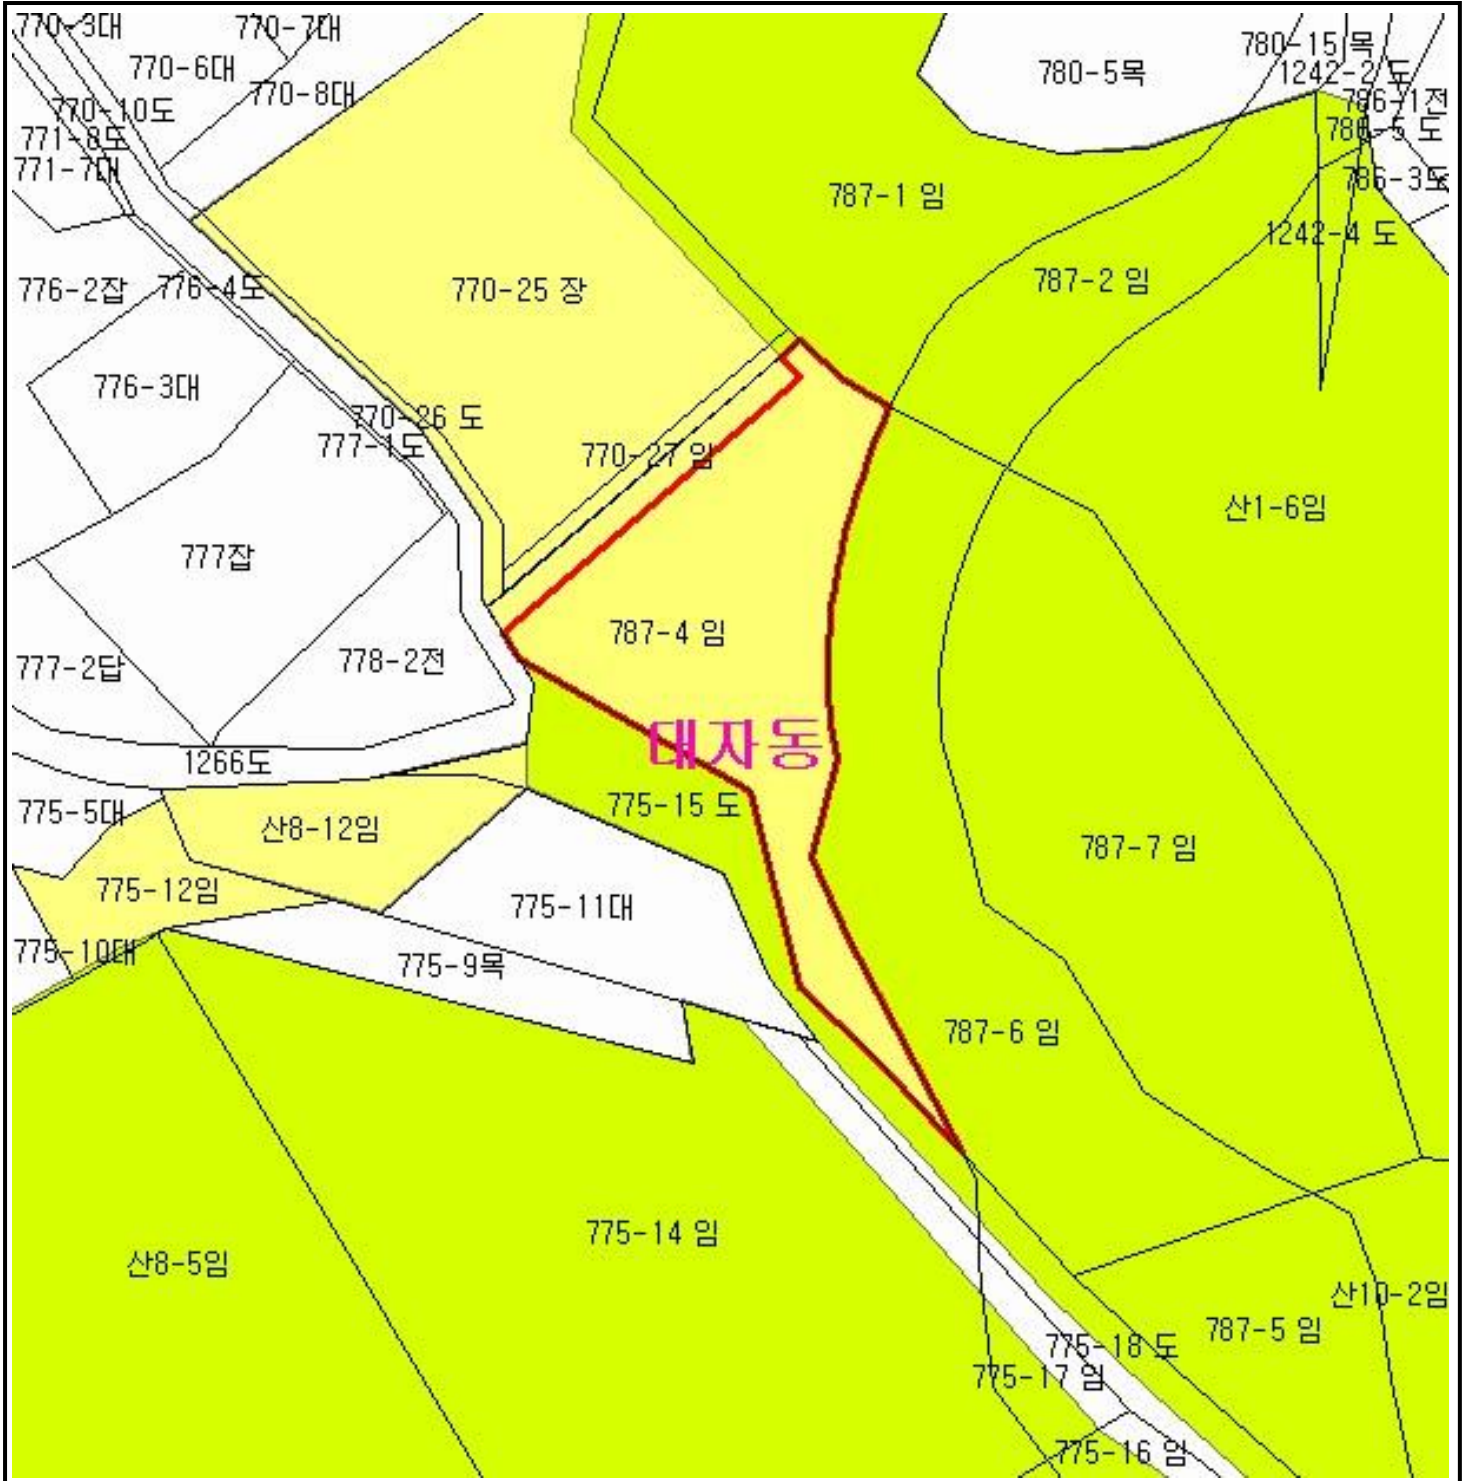 770-3대
770-7대
770-6대
770-8대
770-10도
771-8도
771-7대
780-15목
780-5목
1242-2 도
786-1전
786-5 도
786-3도
787-1 임
1242-4 도
787-2 임
776-2잡
776-4도
770-25 장
776-3대
770-26 도
777-1도
770-27 임
산1-6임
777잡
787-4 임
777-2답
778-2전
대자동
1266도
775-5대
775-15 도
산8-12임
787-7 임
775-12임
775-11대
775-10대
775-9목
787-6 임
775-14 임
산8-5임
산10-2임
787-5 임
775-18 도
775-17 임
775-16 임